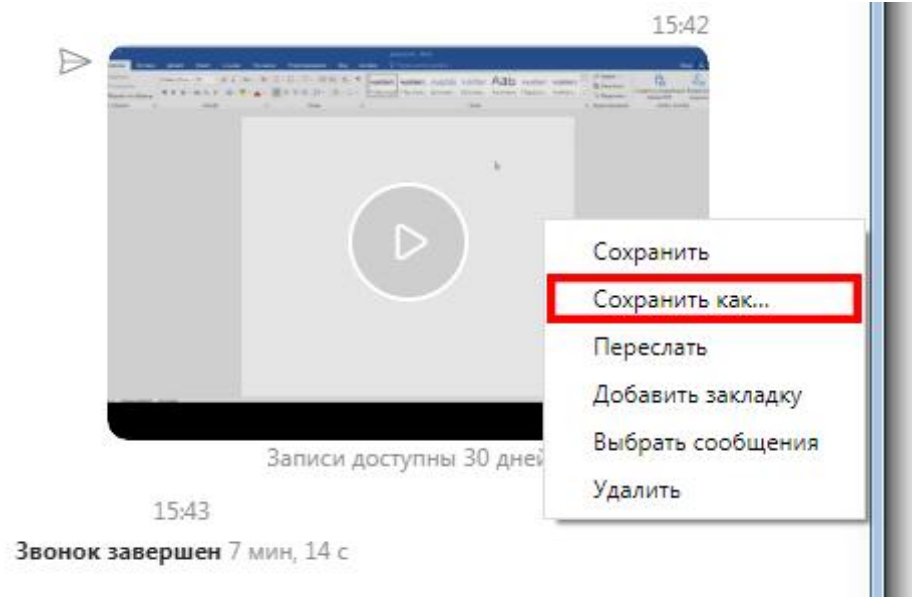 15:42
Сохранить
Сохранить как...
Переслать
Добавить закладку
Выбрать сообщения
Удалить
Записи доступны 30 дней
15:43
Звонок завершен 7 мин, 14 с